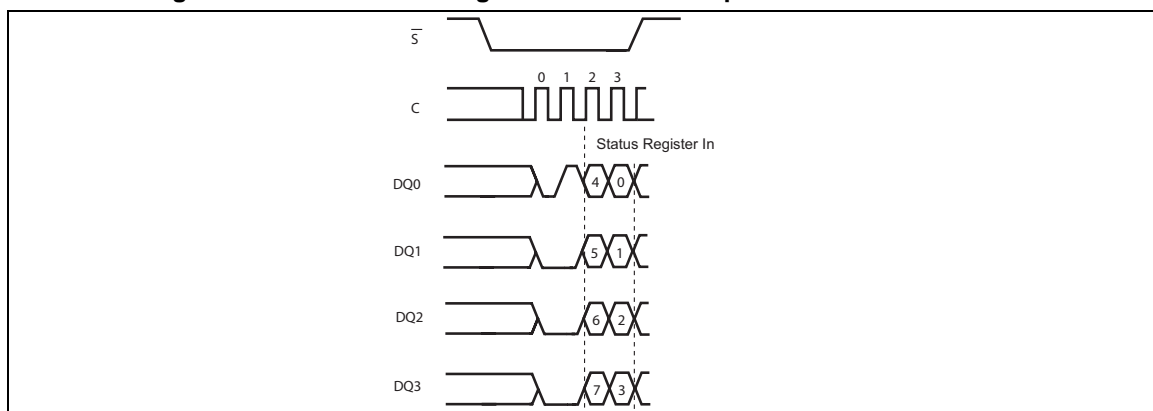 S
0 1 2 3
C
Status Register In
DQ0 4 0
DQ1 5 1
DQ2 6 2
DQ3 7 3